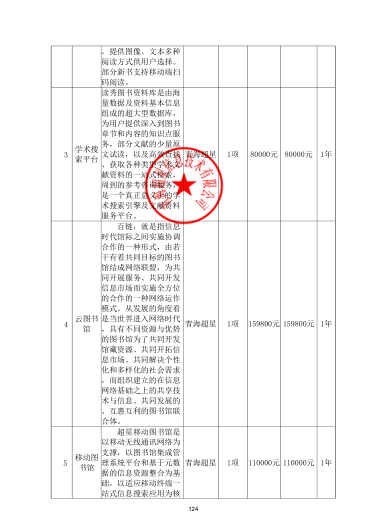 ，提供图像、文本多种
阅读方式供用户选择。
部分新书支持移动端扫
码阅读。
3
学术搜
索平台
读秀图书资料库是由海
量数据及资料基本信息
组成的超大型数据库，
为用户提供深入到图书
章节和内容的知识点服
务，部分文献的少量原
文试读，以及高效查找
、获取各种类型学术文
献资料的一站式检索，
周到的参考咨询服务，
是一个真正意义上的学
术搜索引擎及文献资料
服务平台。
青海超星
1项
80000元
80000元
1年
4
云图书
馆
百链，就是指信息
时代馆际之间实施协调
合作的一种形式，由若
干有着共同目标的图书
馆结成网络联盟，为共
同开展服务、共同开发
信息市场而实施全方位
的合作的一种网络运作
模式。从发展的角度看
是当世界进入网络时代
，具有不同资源与优势
的图书馆为了共同开发
馆藏资源、共同开拓信
息市场、共同解决个性
化和多样化的社会需求
，而组织建立的在信息
网络基础之上的共享技
术与信息、共同发展的
、互惠互利的图书馆联
合体。
青海超星
1项
159800元
159800元
1年
5
移动图
书馆
超星移动图书馆是
以移动无线通讯网络为
支撑，以图书馆集成管
理系统平台和基于元数
据的信息资源整合为基
础，以适应移动终端一
站式信息搜索应用为核
青海超星
1项
110000元
110000元
1年
技术有限公司
124